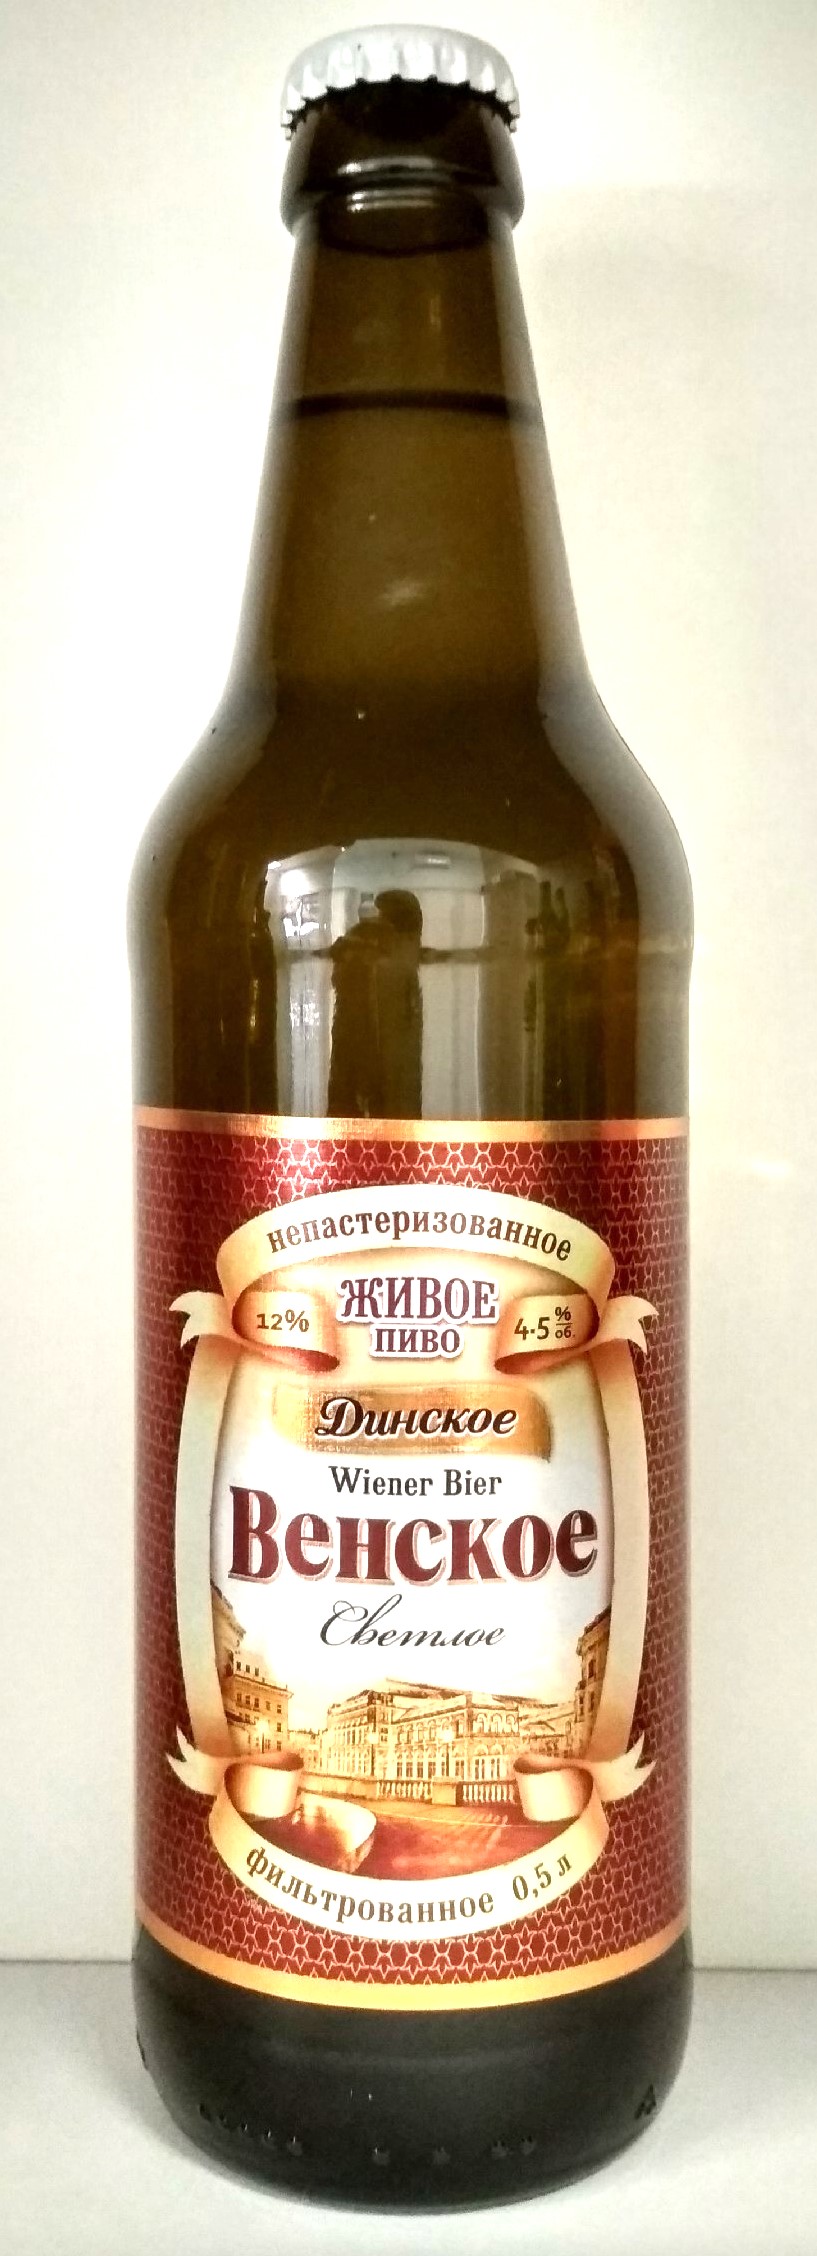 непастеризованное
12%
ЖИВОЕ
ПИВО
4·5 % об.
Динское
Wiener Bier
Венское
Светлое
фильтрованное 0,5 л